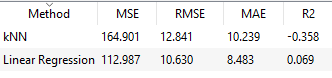 Method MSE RMSE MAE R2
kNN 164.901 12.841 10.239 -0.358
Linear Regression 112.987 10.630 8.483 0.069